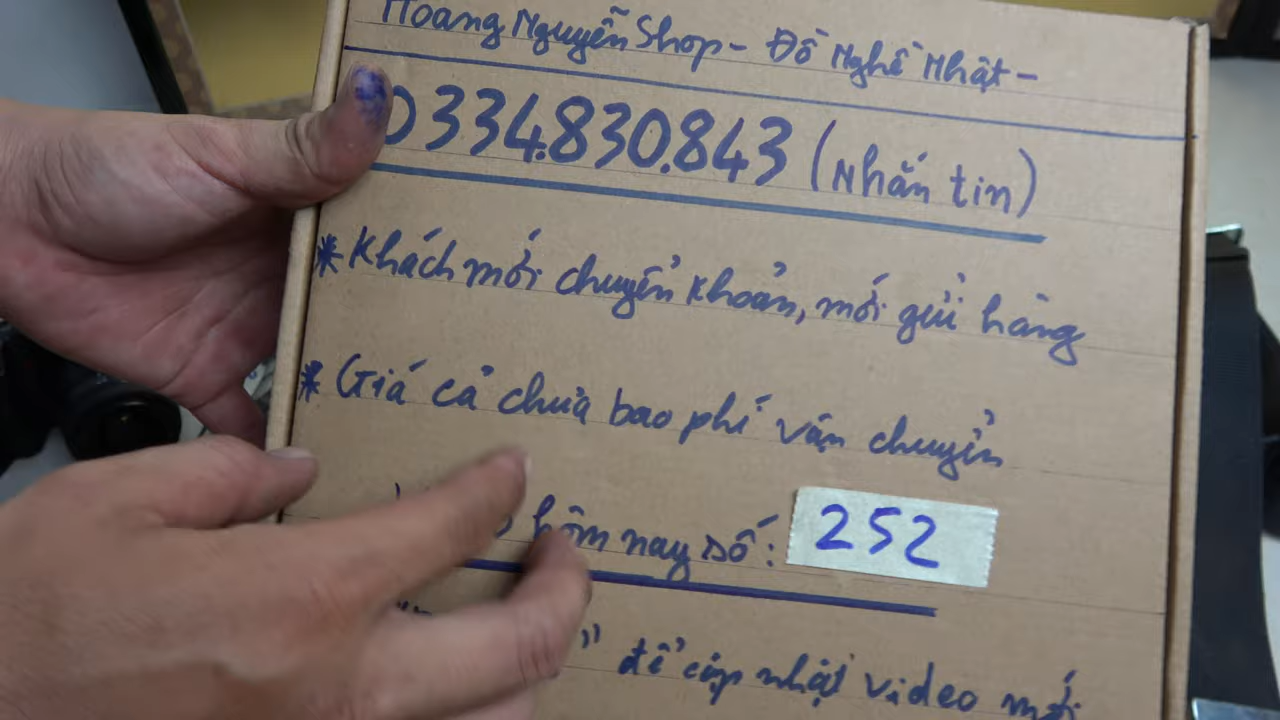 Hoang Nguyễn Shop - Đồ Nghề Nhật -
0334.830.843 (Nhắn tin)
* Khách mới chuyển khoản, mới gửi hàng
* Giá cả chưa bao phí vận chuyển
hôm nay số: 252
" để cập nhật video mới